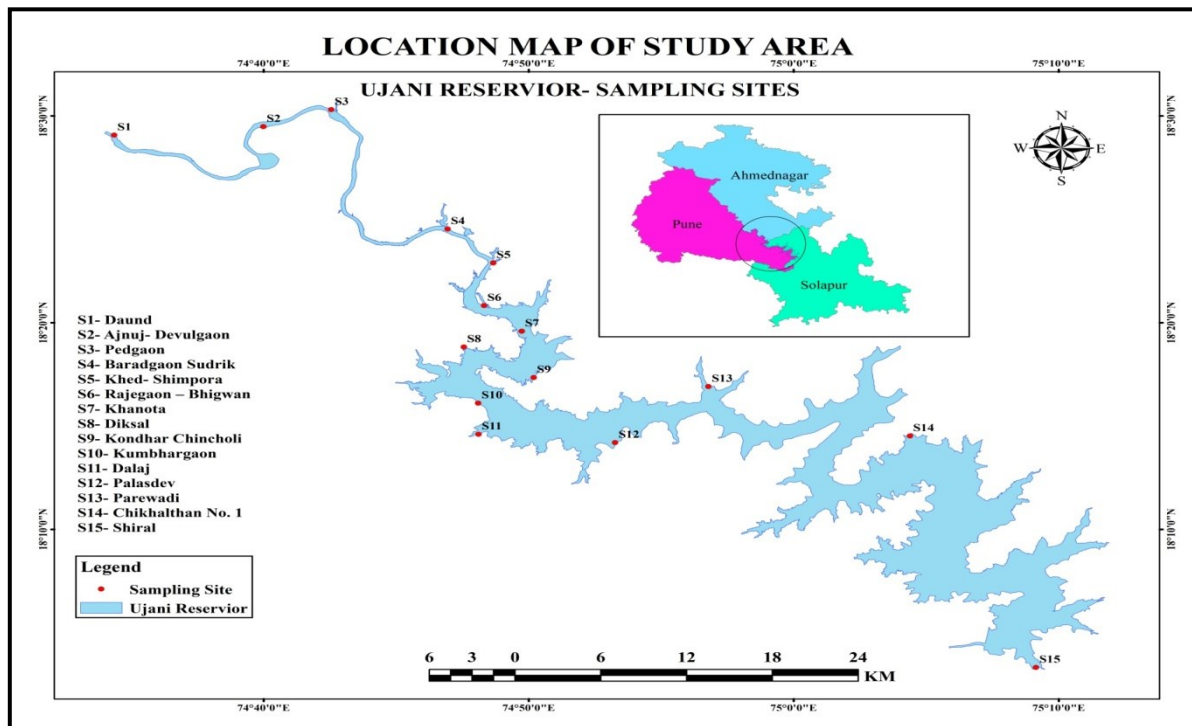 LOCATION MAP OF STUDY AREA
74°40'0"E 74°50'0"E 75°0'0"E 75°10'0"E
UJANI RESERVIOR- SAMPLING SITES
18°30'0"N
18°30'0"N
S1
S2
S3
N
W E
S
Ahmednagar
Pune
Solapur
S4
S5
S6
S7
18°20'0"N
18°20'0"N
S8
S9
S10
S11
S12
S13
S14
S15
S1- Daund
S2- Ajnuj- Devulgaon
S3- Pedgaon
S4- Baradgaon Sudrik
S5- Khed- Shimpora
S6- Rajegaon – Bhigwan
S7- Khanota
S8- Diksal
S9- Kondhar Chincholi
S10- Kumbhargaon
S11- Dalaj
S12- Palasdev
S13- Parewadi
S14- Chikhalthan No. 1
S15- Shiral
18°10'0"N
18°10'0"N
Legend
Sampling Site
Ujani Reservior
6 3 0 6 12 18 24
KM
74°40'0"E 74°50'0"E 75°0'0"E 75°10'0"E